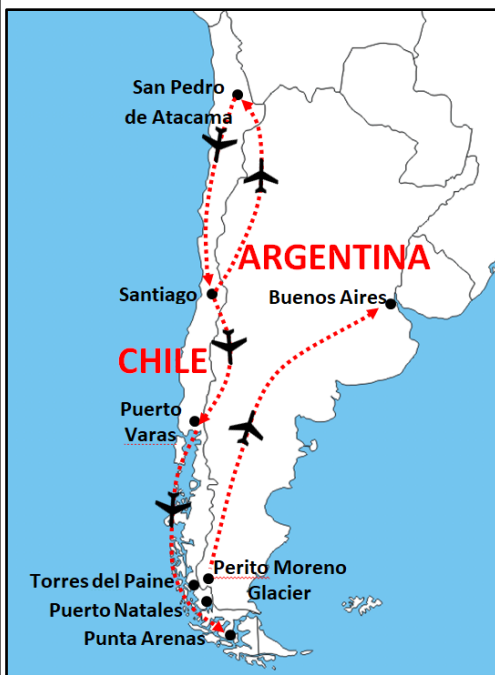 San Pedro
de Atacama
ARGENTINA
Santiago
Buenos Aires
CHILE
Puerto
Varas
Perito Moreno
Glacier
Torres del Paine
Puerto Natales
Punta Arenas